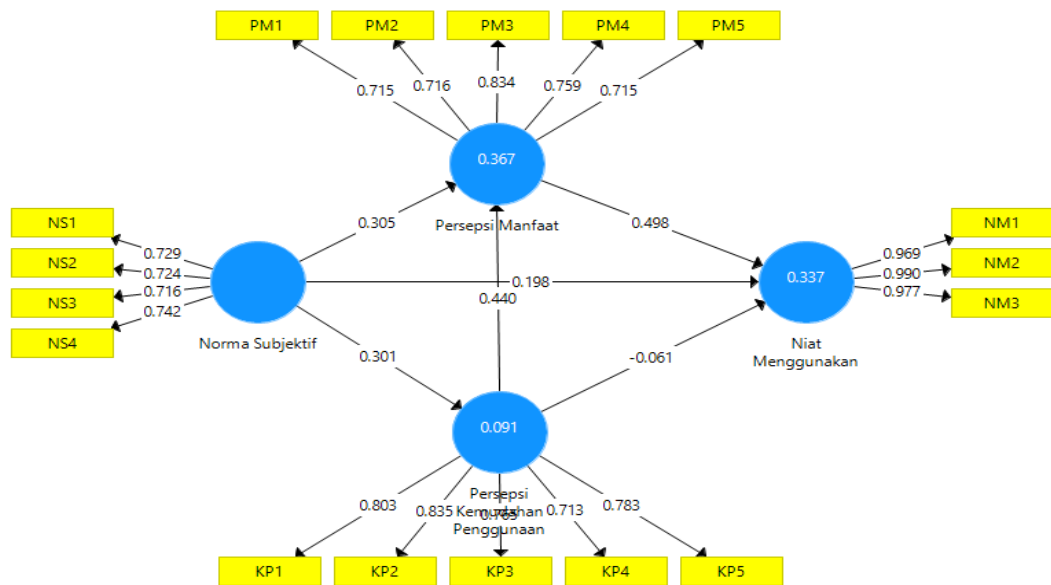 PM1
PM2
PM3
PM4
PM5
0.715
0.716
0.834
0.759
0.715
0.367
Persepsi Manfaat
NS1
NS2
NS3
NS4
0.729
0.724
0.716
0.742
Norma Subjektif
0.305
0.498
0.198
0.440
0.301
-0.061
0.337
Niat
Menggunakan
0.969
0.990
0.977
NM1
NM2
NM3
0.091
Persepsi
Kemudahan
Penggunaan
0.803
0.835
0.765
0.713
0.783
KP1
KP2
KP3
KP4
KP5